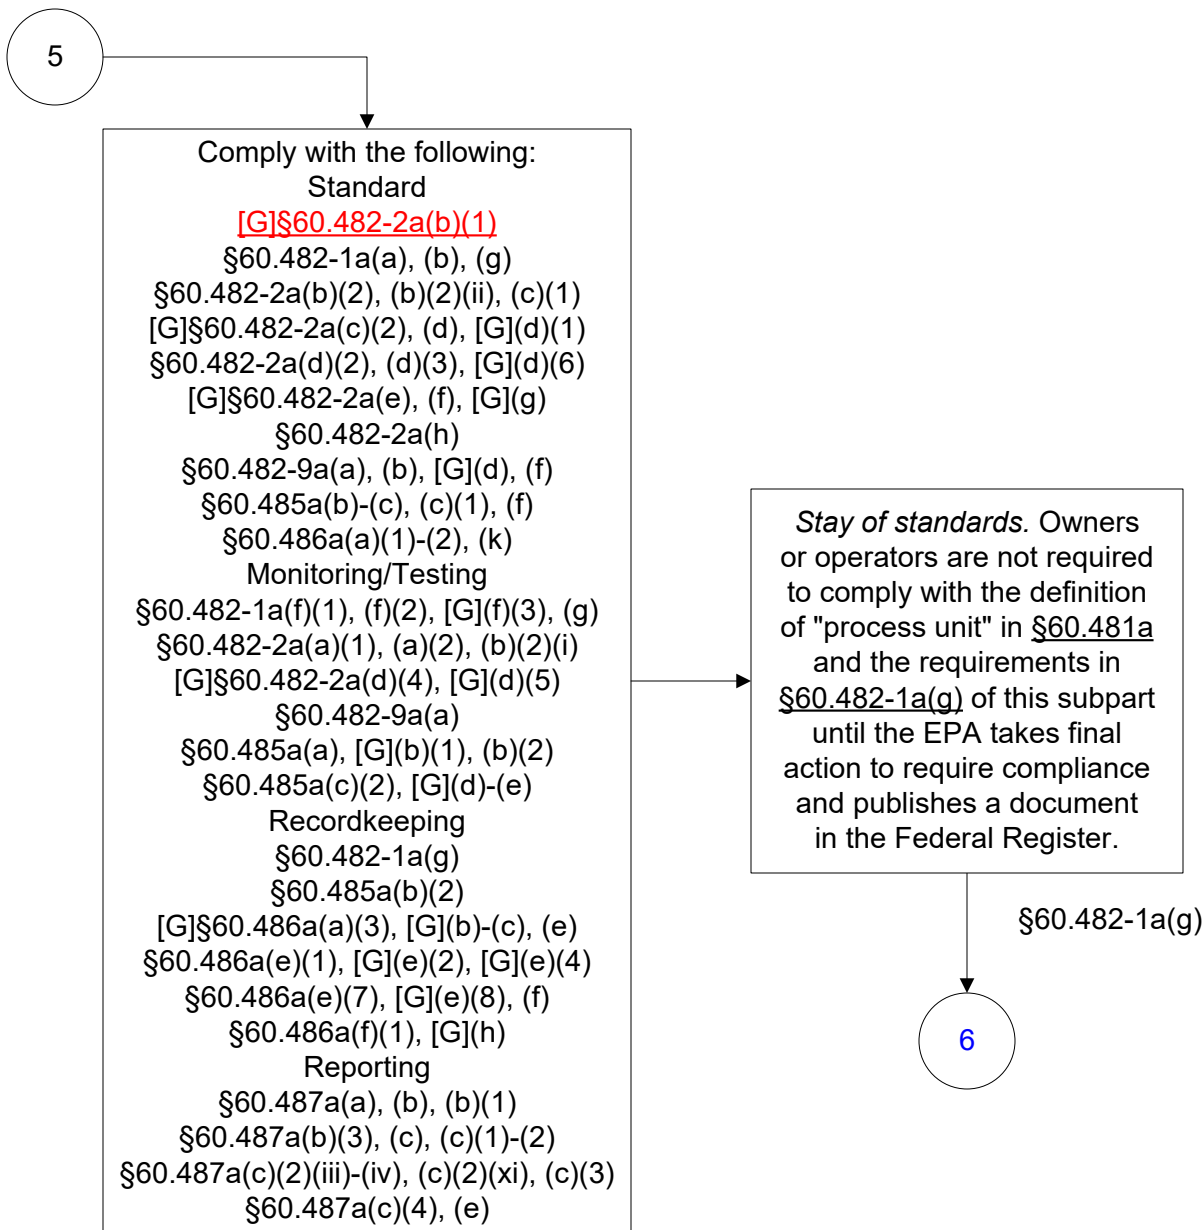 5
Comply with the following:
Standard
[G]§60.482-2a(b)(1)
§60.482-1a(a), (b), (g)
§60.482-2a(b)(2), (b)(2)(ii), (c)(1)
[G]§60.482-2a(c)(2), (d), [G](d)(1)
§60.482-2a(d)(2), (d)(3), [G](d)(6)
[G]§60.482-2a(e), (f), [G](g)
§60.482-2a(h)
§60.482-9a(a), (b), [G](d), (f)
§60.485a(b)-(c), (c)(1), (f)
§60.486a(a)(1)-(2), (k)
Monitoring/Testing
§60.482-1a(f)(1), (f)(2), [G](f)(3), (g)
§60.482-2a(a)(1), (a)(2), (b)(2)(i)
[G]§60.482-2a(d)(4), [G](d)(5)
§60.482-9a(a)
§60.485a(a), [G](b)(1), (b)(2)
§60.485a(c)(2), [G](d)-(e)
Recordkeeping
§60.482-1a(g)
§60.485a(b)(2)
[G]§60.486a(a)(3), [G](b)-(c), (e)
§60.486a(e)(1), [G](e)(2), [G](e)(4)
§60.486a(e)(7), [G](e)(8), (f)
§60.486a(f)(1), [G](h)
Reporting
§60.487a(a), (b), (b)(1)
§60.487a(b)(3), (c), (c)(1)-(2)
§60.487a(c)(2)(iii)-(iv), (c)(2)(xi), (c)(3)
§60.487a(c)(4), (e)
Stay of standards. Owners
or operators are not required
to comply with the definition
of "process unit" in §60.481a
and the requirements in
§60.482-1a(g) of this subpart
until the EPA takes final
action to require compliance
and publishes a document
in the Federal Register.
§60.482-1a(g)
6